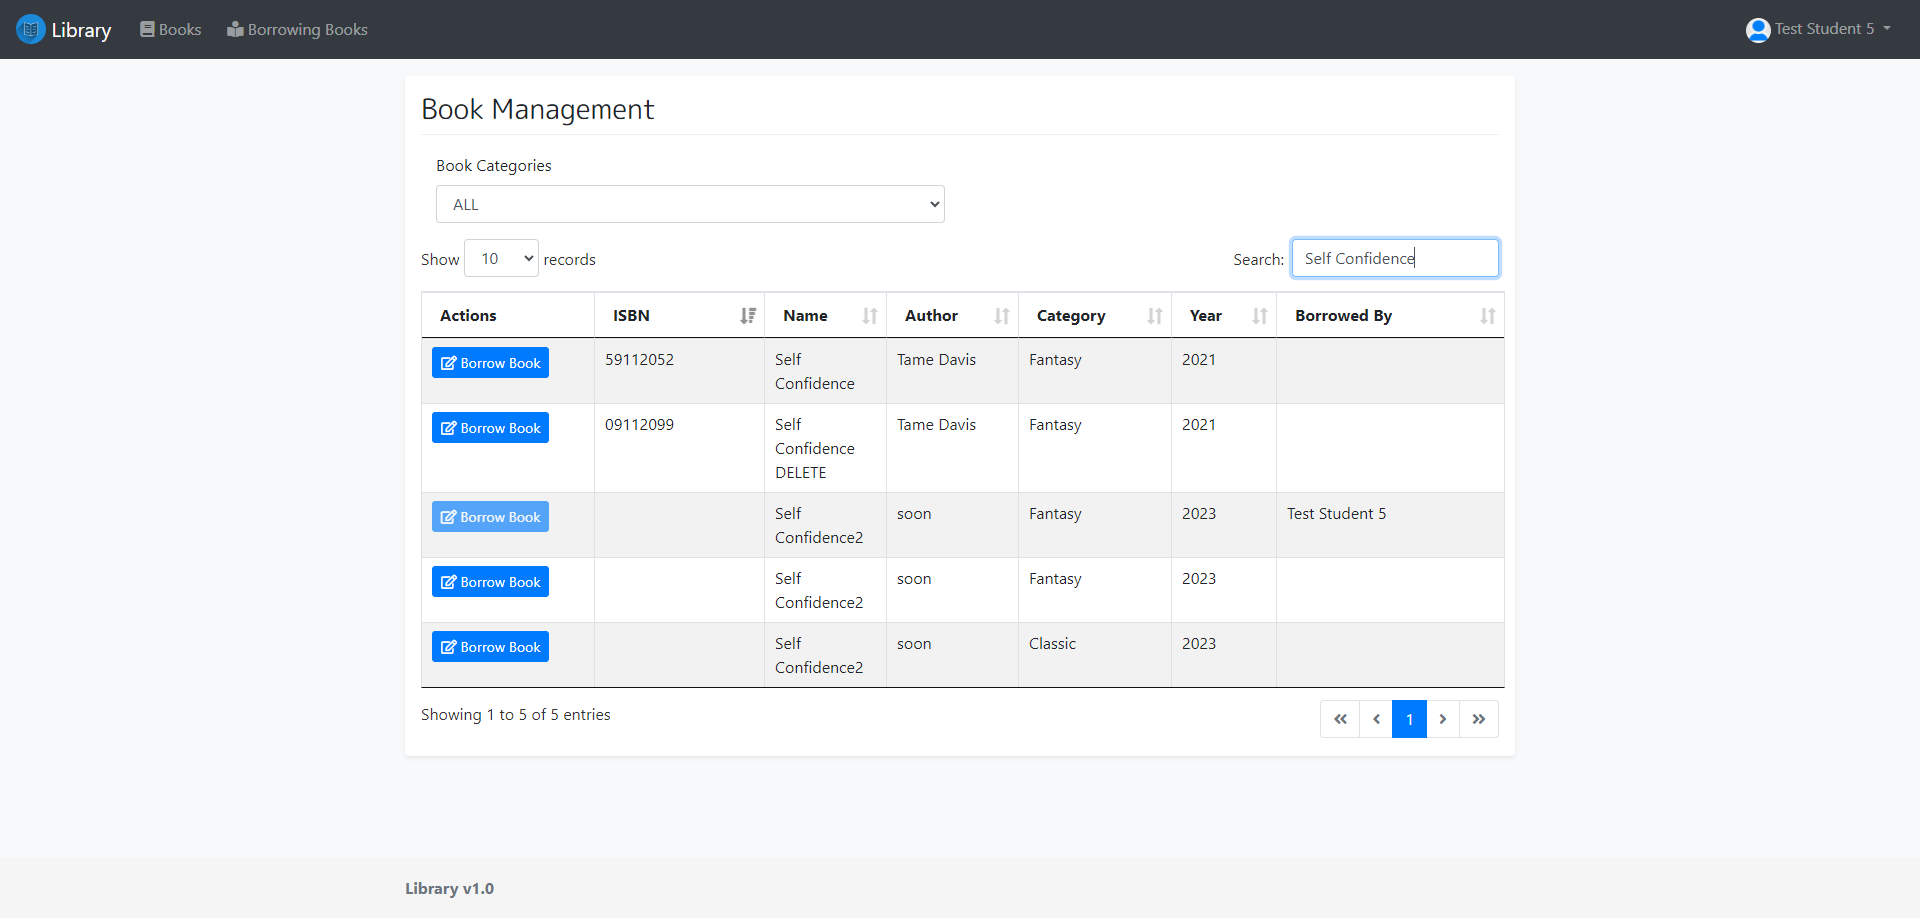 Library Books Borrowing Books Test Student 5
Book Management
Book Categories
ALL
Show 10 records Search: Self Confidence
Actions ISBN Name Author Category Year Borrowed By
Borrow Book 59112052 Self Confidence Tame Davis Fantasy 2021
Borrow Book 09112099 Self Confidence DELETE Tame Davis Fantasy 2021
Borrow Book Self Confidence2 soon Fantasy 2023 Test Student 5
Borrow Book Self Confidence2 soon Fantasy 2023
Borrow Book Self Confidence2 soon Classic 2023
Showing 1 to 5 of 5 entries « ‹ 1 › »
Library v1.0